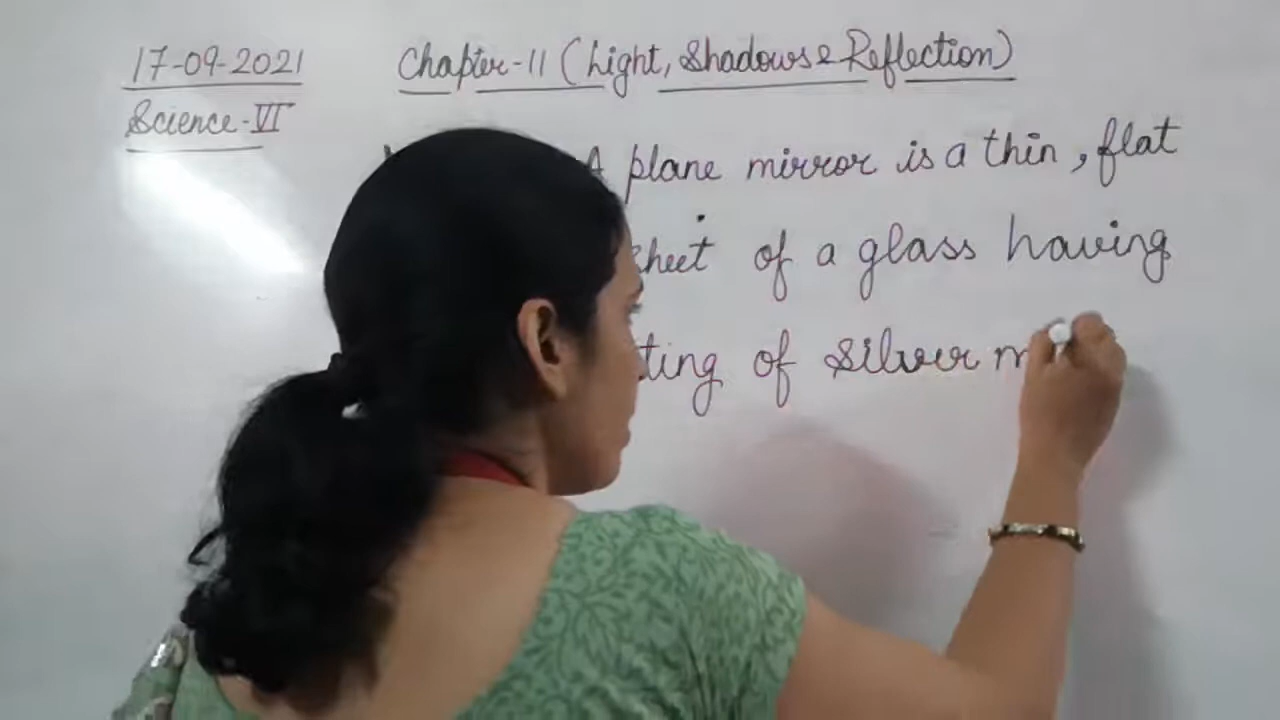 17-09-2021
Science-VI
Chapter-11 (Light, Shadows & Reflection)
A plane mirror is a thin, flat
sheet of a glass having
ting of silver m